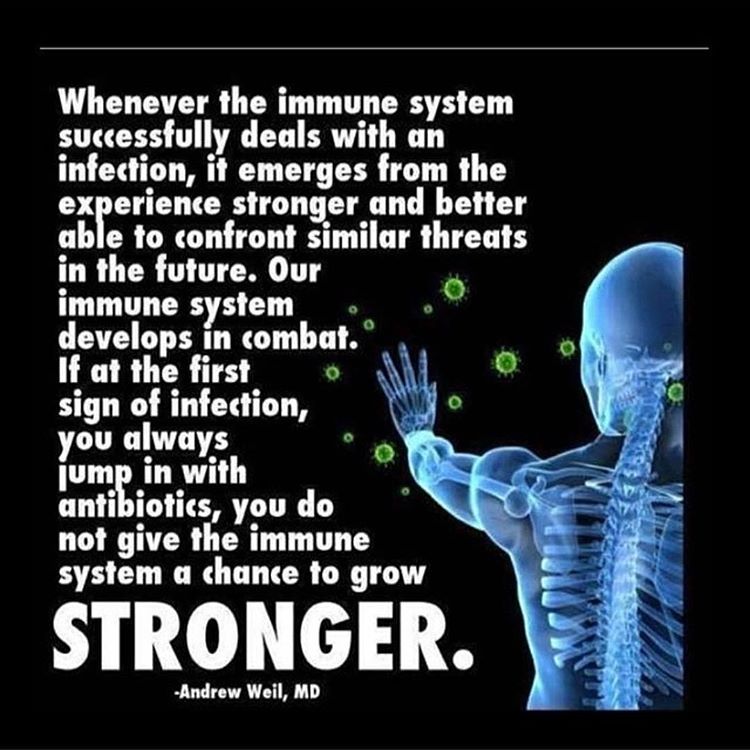 Whenever the immune system
successfully deals with an
infection, it emerges from the
experience stronger and better
able to confront similar threats
in the future. Our
immune system
develops in combat.
If at the first
sign of infection,
you always
jump in with
antibiotics, you do
not give the immune
system a chance to grow
STRONGER.
-Andrew Weil, MD